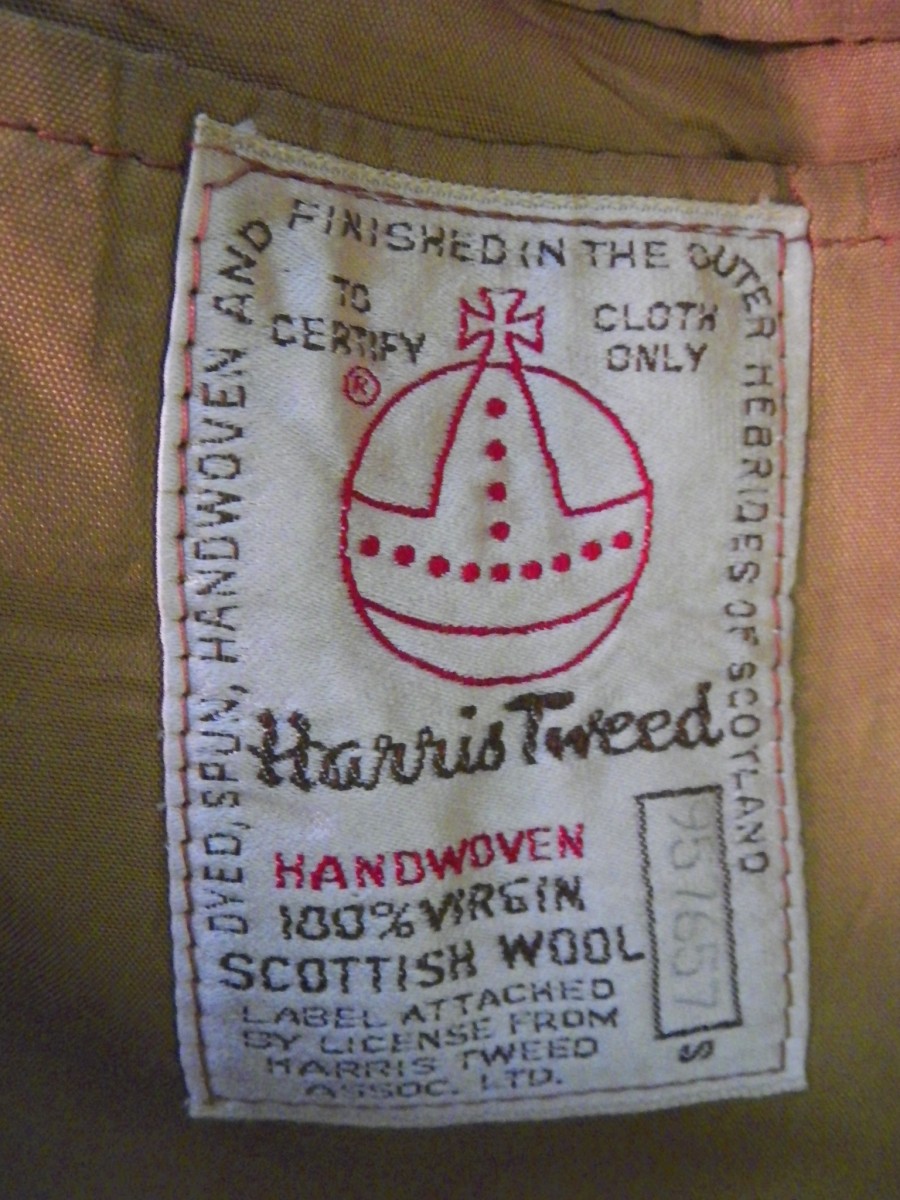 DYED, SPUN, HANDWOVEN AND FINISHED IN THE OUTER HEBRIDES OF SCOTLAND
TO
CERTIFY
CLOTH
ONLY
®
Harris Tweed
HANDWOVEN
100% VIRGIN
SCOTTISH WOOL
LABEL ATTACHED
BY LICENSE FROM
HARRIS TWEED
ASSOC. LTD.
S